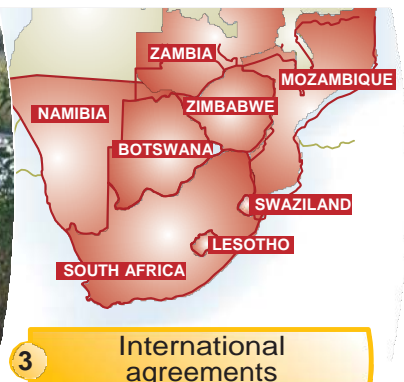 ZAMBIA
MOZAMBIQUE
NAMIBIA
ZIMBABWE
BOTSWANA
SWAZILAND
LESOTHO
SOUTH AFRICA
3
International
agreements